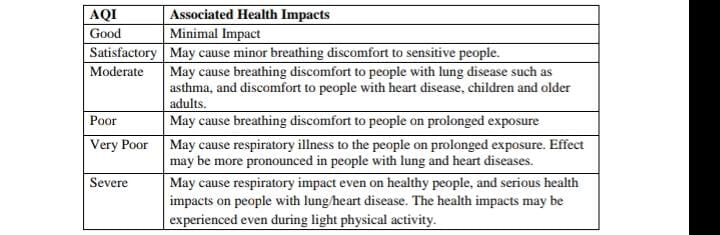 AQI Associated Health Impacts
Good Minimal Impact
Satisfactory May cause minor breathing discomfort to sensitive people.
Moderate May cause breathing discomfort to people with lung disease such as
asthma, and discomfort to people with heart disease, children and older
adults.
Poor May cause breathing discomfort to people on prolonged exposure
Very Poor May cause respiratory illness to the people on prolonged exposure. Effect
may be more pronounced in people with lung and heart diseases.
Severe May cause respiratory impact even on healthy people, and serious health
impacts on people with lung/heart disease. The health impacts may be
experienced even during light physical activity.